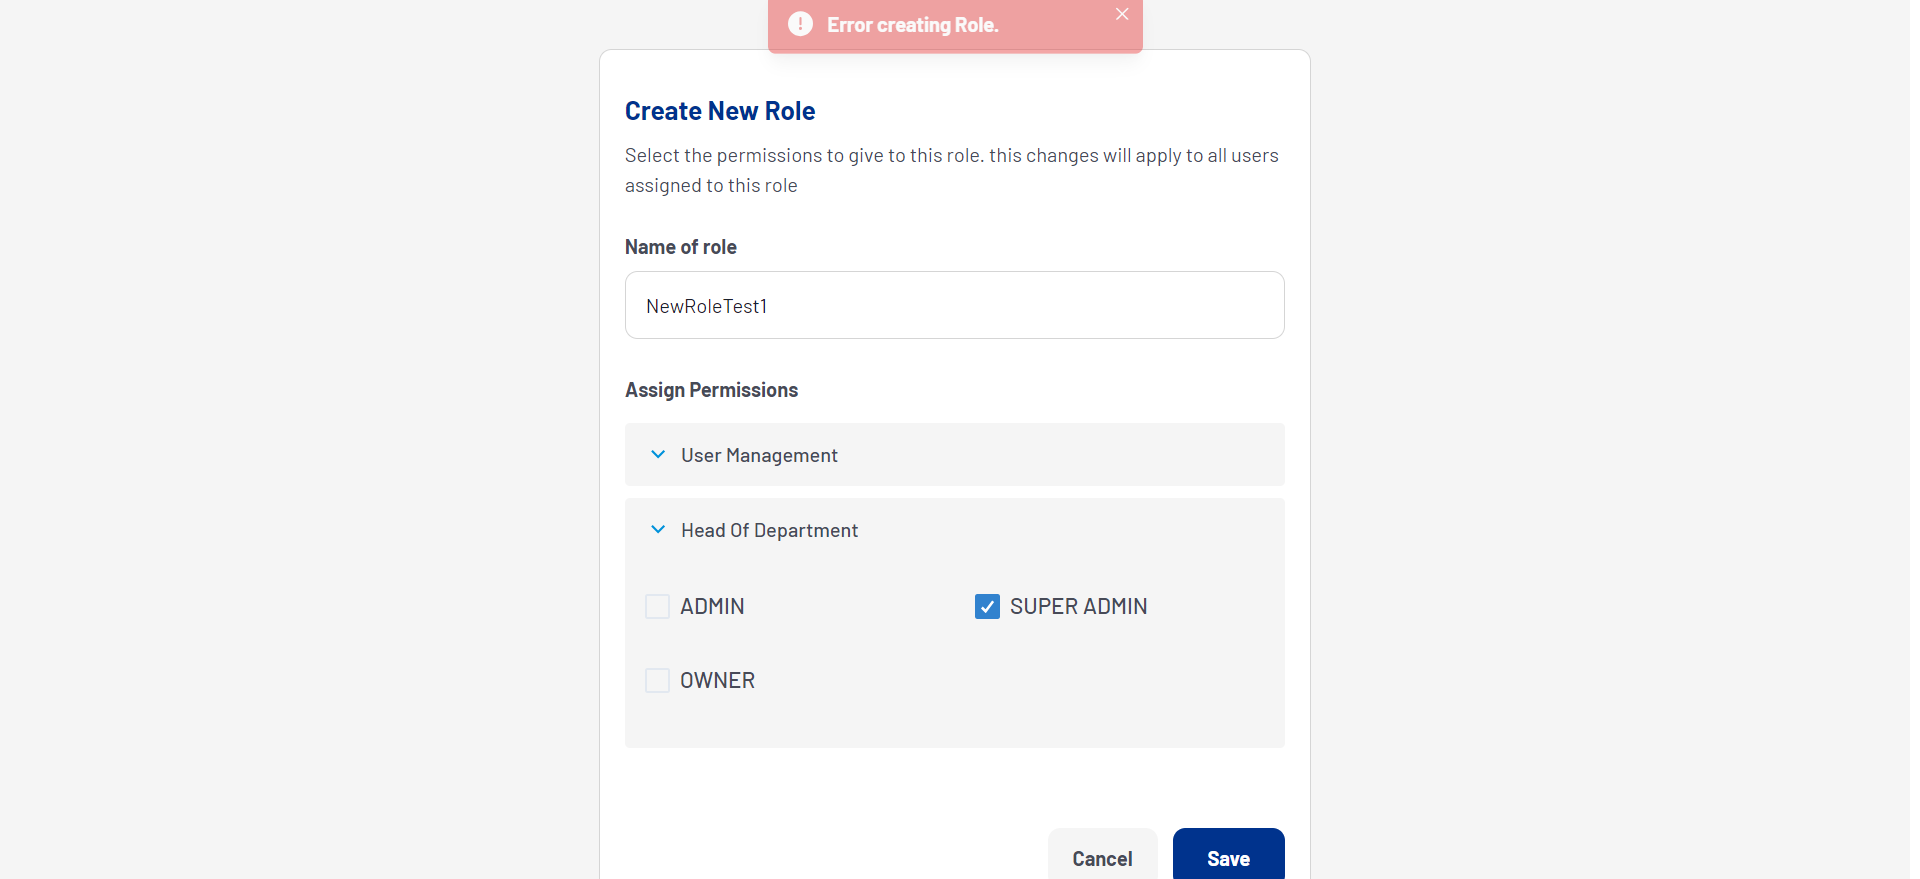 Error creating Role.
Create New Role
Select the permissions to give to this role. this changes will apply to all users
assigned to this role
Name of role
NewRoleTest1
Assign Permissions
User Management
Head Of Department
ADMIN
SUPER ADMIN
OWNER
Cancel
Save